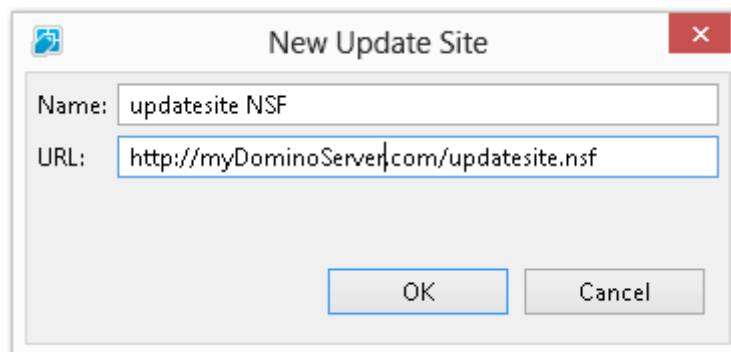 New Update Site
Name: updatesite NSF
URL: http://myDominoServer.com/updatesite.nsf
OK Cancel